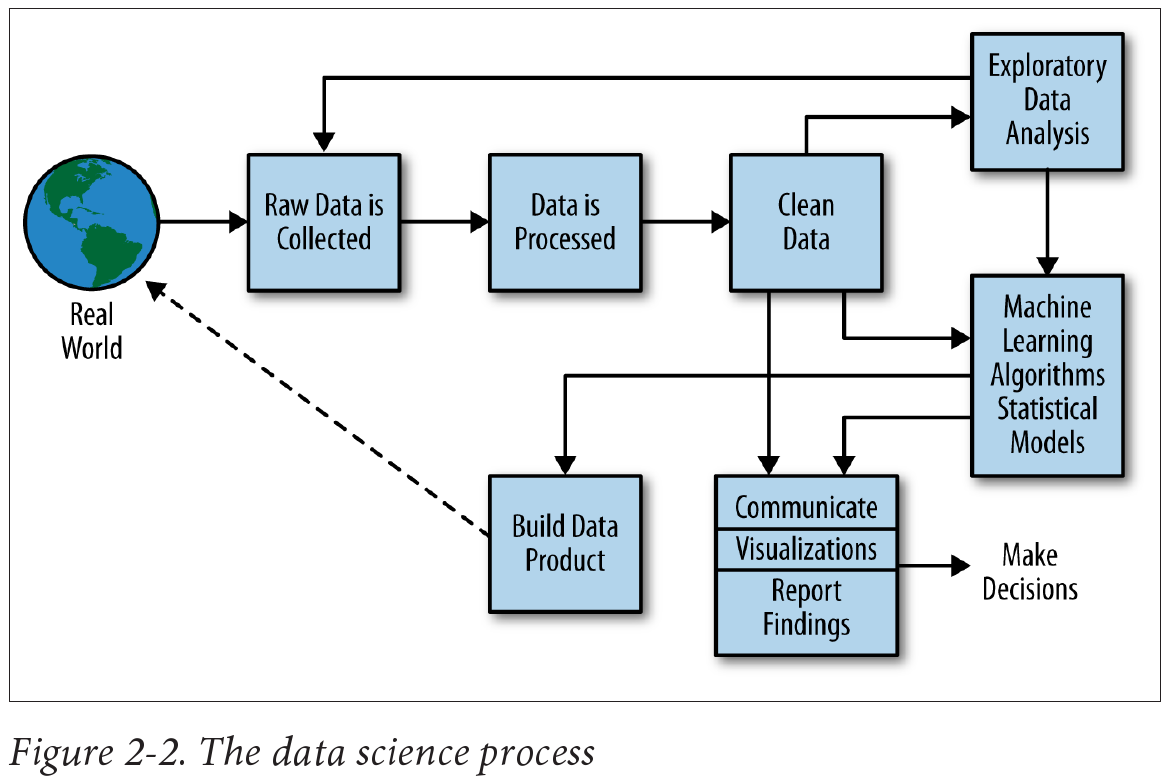 Exploratory
Data
Analysis
Raw Data is
Collected
Data is
Processed
Clean
Data
Real
World
Machine
Learning
Algorithms
Statistical
Models
Build Data
Product
Communicate
Visualizations
Report
Findings
Make
Decisions
Figure 2-2. The data science process